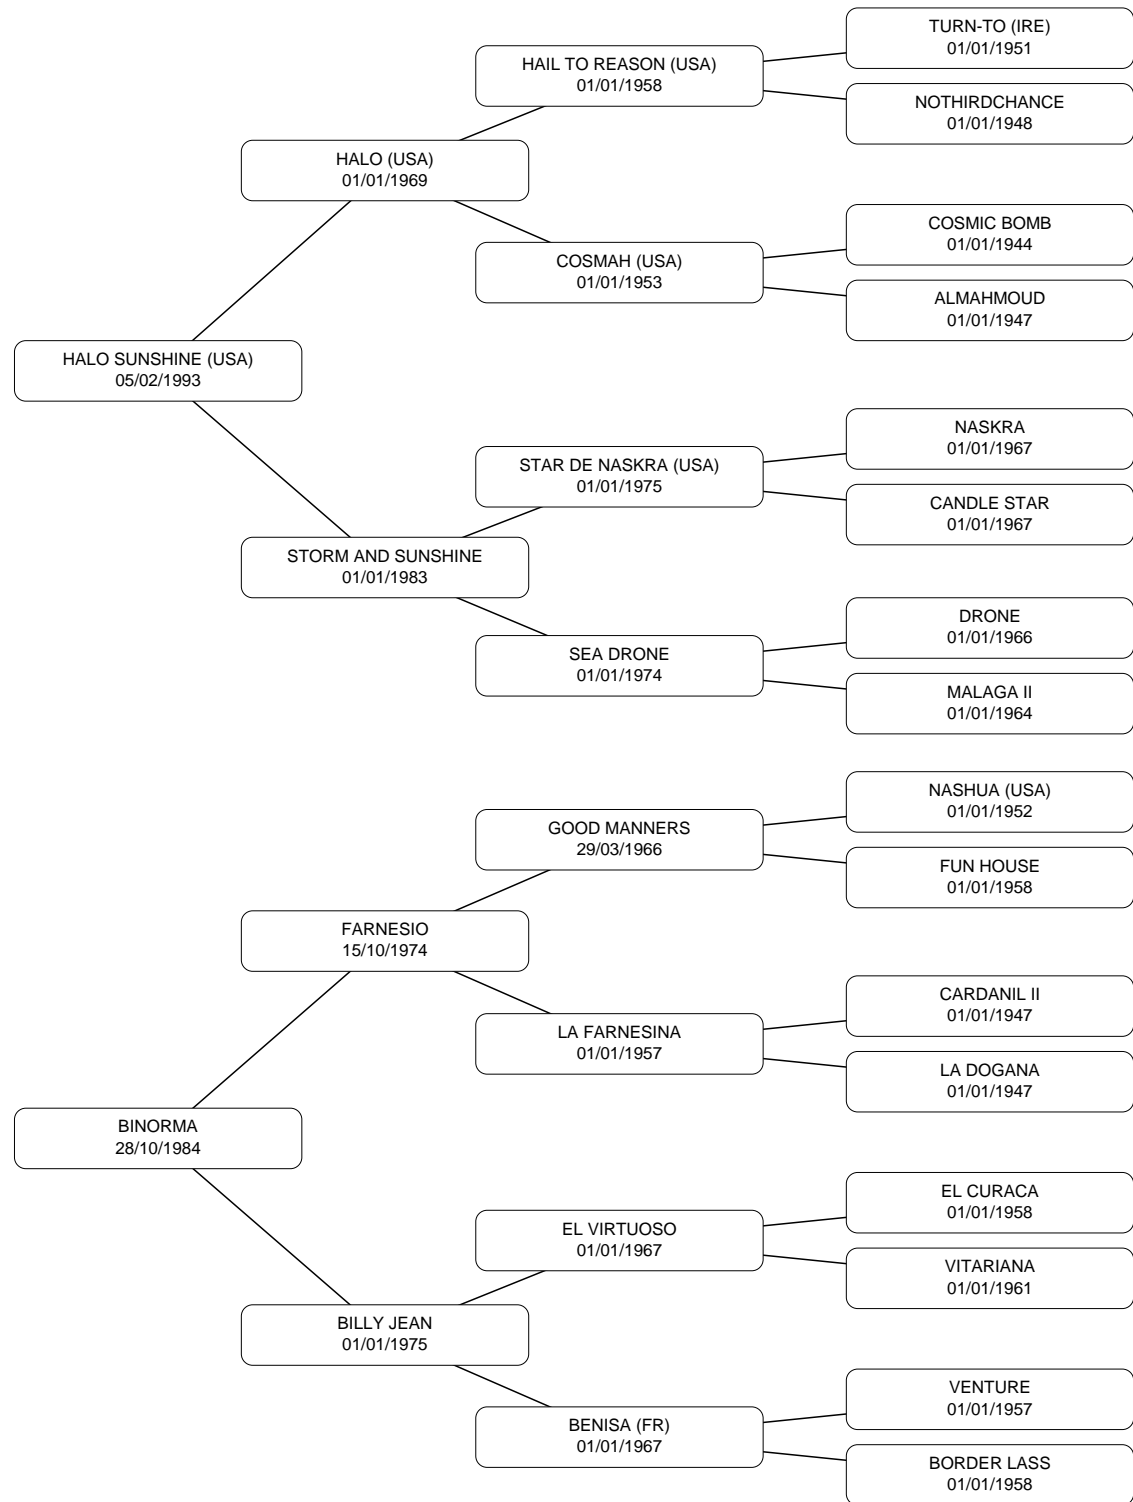 TURN-TO (IRE)
01/01/1951
HAIL TO REASON (USA)
01/01/1958
NOTHIRDCHANCE
01/01/1948
HALO (USA)
01/01/1969
COSMIC BOMB
01/01/1944
COSMAH (USA)
01/01/1953
ALMAHMOUD
01/01/1947
HALO SUNSHINE (USA)
05/02/1993
NASKRA
01/01/1967
STAR DE NASKRA (USA)
01/01/1975
CANDLE STAR
01/01/1967
STORM AND SUNSHINE
01/01/1983
DRONE
01/01/1966
SEA DRONE
01/01/1974
MALAGA II
01/01/1964
NASHUA (USA)
01/01/1952
GOOD MANNERS
29/03/1966
FUN HOUSE
01/01/1958
FARNESIO
15/10/1974
CARDANIL II
01/01/1947
LA FARNESINA
01/01/1957
LA DOGANA
01/01/1947
BINORMA
28/10/1984
EL CURACA
01/01/1958
EL VIRTUOSO
01/01/1967
VITARIANA
01/01/1961
BILLY JEAN
01/01/1975
VENTURE
01/01/1957
BENISA (FR)
01/01/1967
BORDER LASS
01/01/1958